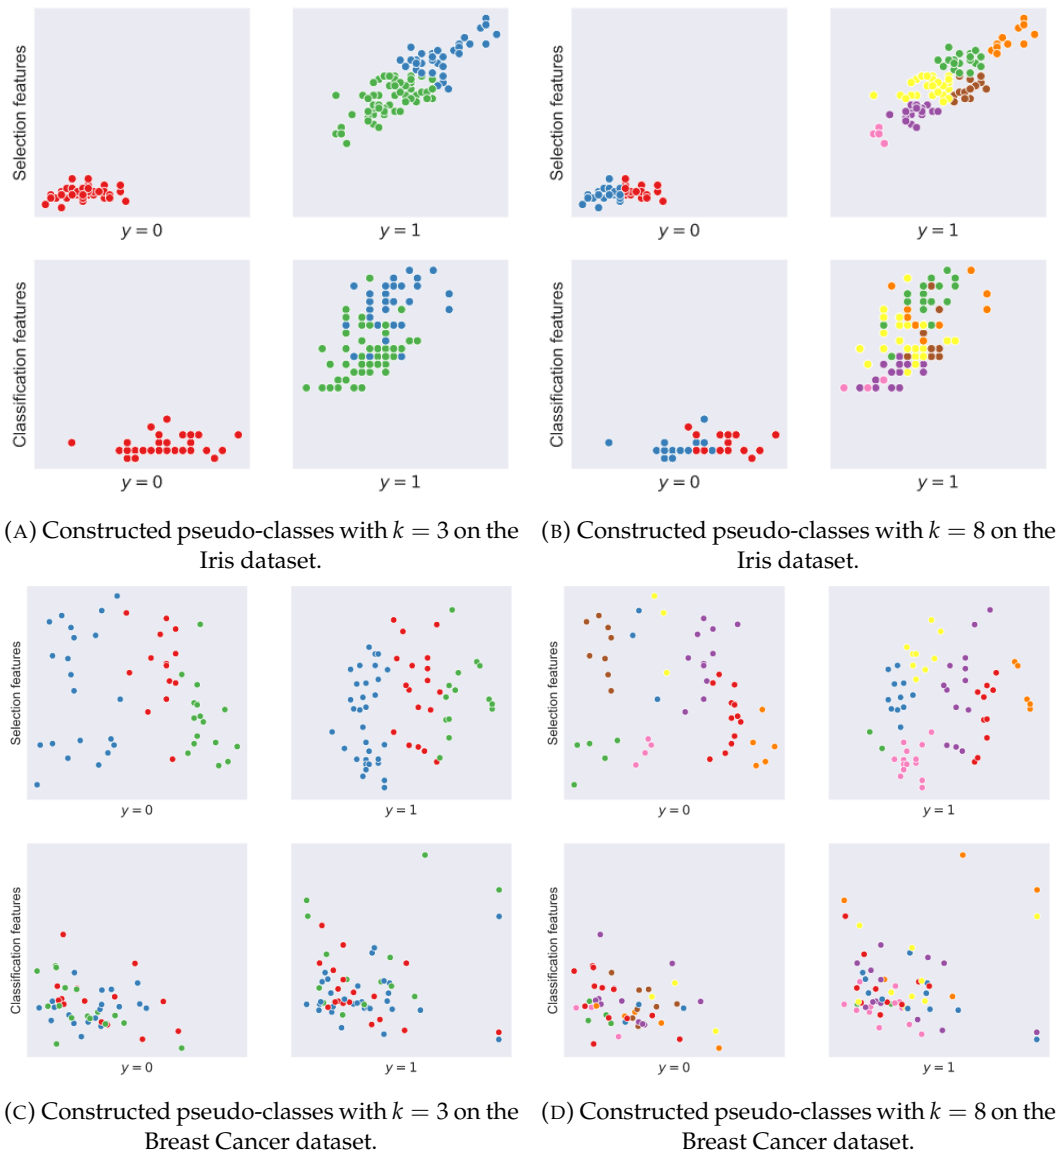 Selection features
y = 0
y = 1
Selection features
y = 0
y = 1
Classification features
y = 0
y = 1
Classification features
y = 0
y = 1
(A) Constructed pseudo-classes with k = 3 on the
Iris dataset.
(B) Constructed pseudo-classes with k = 8 on the
Iris dataset.
Selection features
y = 0
y = 1
Selection features
y = 0
y = 1
Classification features
y = 0
y = 1
Classification features
y = 0
y = 1
(C) Constructed pseudo-classes with k = 3 on the
Breast Cancer dataset.
(D) Constructed pseudo-classes with k = 8 on the
Breast Cancer dataset.